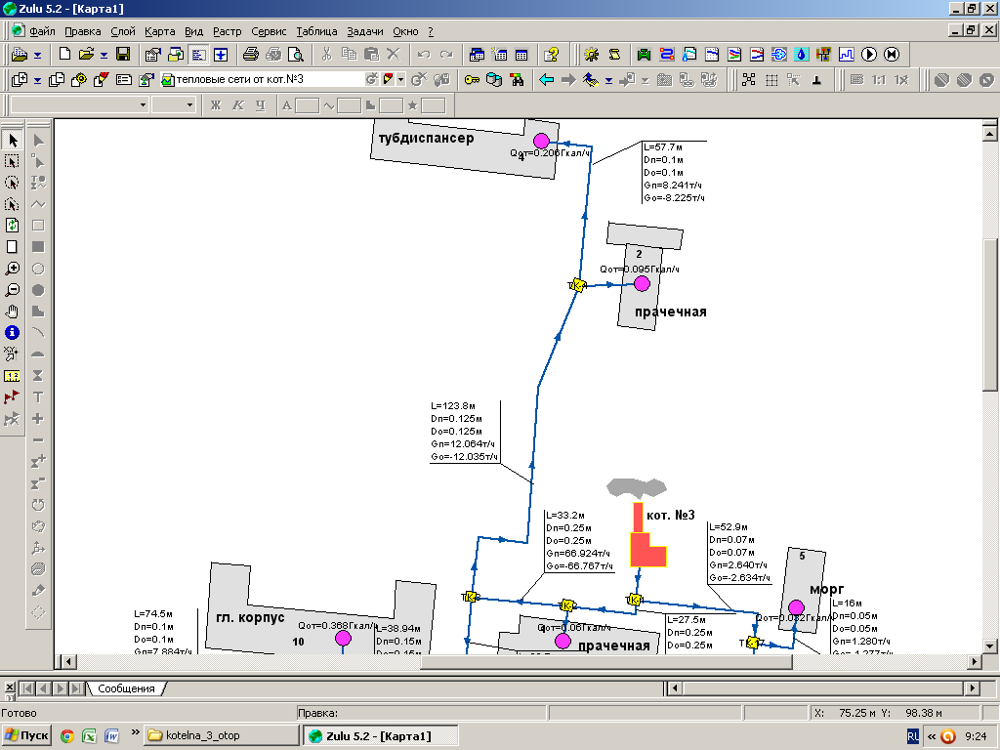 Zulu 5.2 - [Карта1]
Файл Правка Слой Карта Вид Растр Сервис Таблица Задачи Окно ?
тепловые сети от кот.№3
1:1
Ж К Ч
тубдиспансер
4
Qот=0.206Гкал/ч
L=57.7м
Dп=0.1м
Dо=0.1м
Gп=8.241т/ч
Gо=-8.225т/ч
2
Qот=0.095Гкал/ч
прачечная
L=123.8м
Dп=0.125м
Dо=0.125м
Gп=12.064т/ч
Gо=-12.035т/ч
кот. №3
L=33.2м
Dп=0.25м
Dо=0.25м
Gп=66.924т/ч
Gо=-66.767т/ч
L=52.9м
Dп=0.07м
Dо=0.07м
Gп=2.640т/ч
Gо=-2.634т/ч
5
морг
Qот=0.032Гкал/ч
L=16м
Dп=0.05м
Dо=0.05м
Gп=1.280т/ч
L=27.5м
Dп=0.25м
Dо=0.25м
L=74.5м
Dп=0.1м
Dо=0.1м
Gп=7.884т/ч
гл. корпус
10
Qот=0.368Гкал/ч
L=38.94м
Dп=0.15м
прачечная
Сообщения
Готово
Правка:
X: 75.25 м Y: 98.38 м
Пуск
kotelna_3_otop
Zulu 5.2 - [Карта1]
RU
9:24